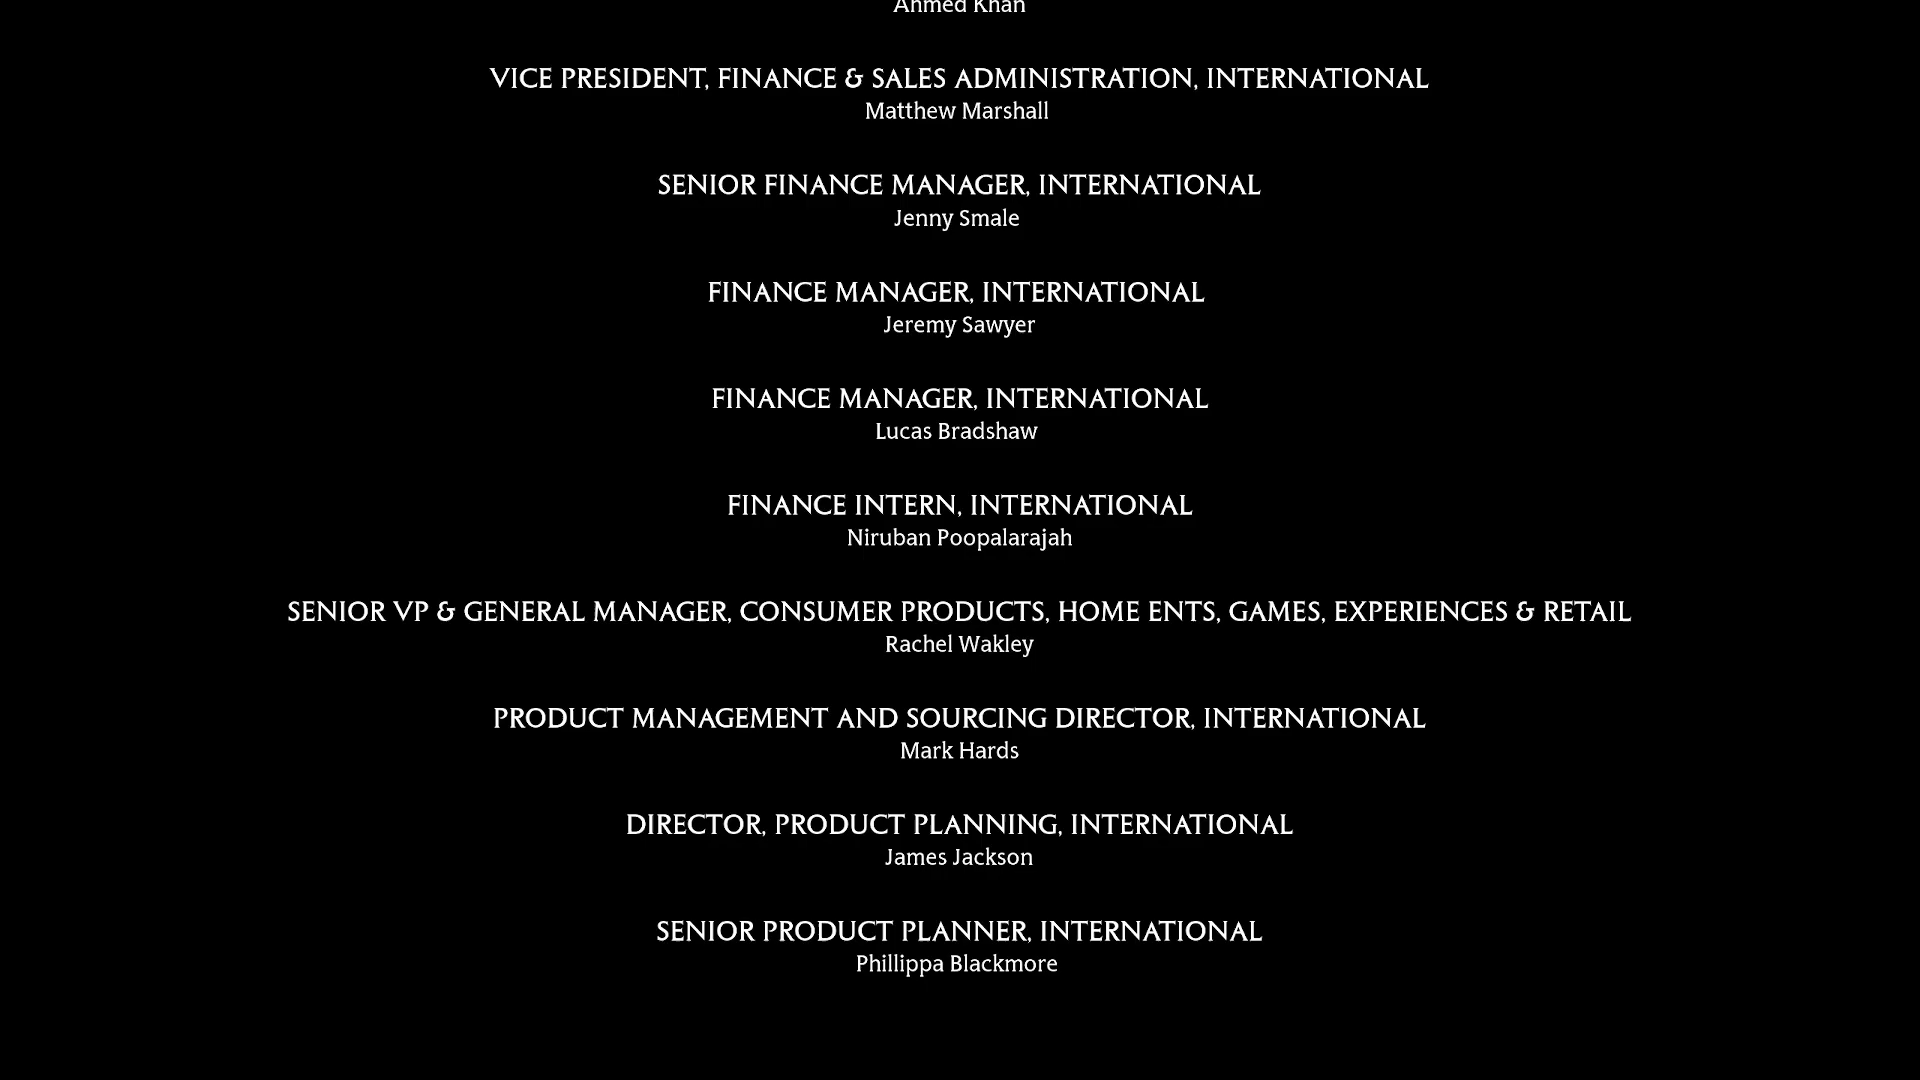 Ahmed Khan
VICE PRESIDENT, FINANCE & SALES ADMINISTRATION, INTERNATIONAL
Matthew Marshall
SENIOR FINANCE MANAGER, INTERNATIONAL
Jenny Smale
FINANCE MANAGER, INTERNATIONAL
Jeremy Sawyer
FINANCE MANAGER, INTERNATIONAL
Lucas Bradshaw
FINANCE INTERN, INTERNATIONAL
Niruban Poopalarajah
SENIOR VP & GENERAL MANAGER, CONSUMER PRODUCTS, HOME ENTS, GAMES, EXPERIENCES & RETAIL
Rachel Wakley
PRODUCT MANAGEMENT AND SOURCING DIRECTOR, INTERNATIONAL
Mark Hards
DIRECTOR, PRODUCT PLANNING, INTERNATIONAL
James Jackson
SENIOR PRODUCT PLANNER, INTERNATIONAL
Phillippa Blackmore